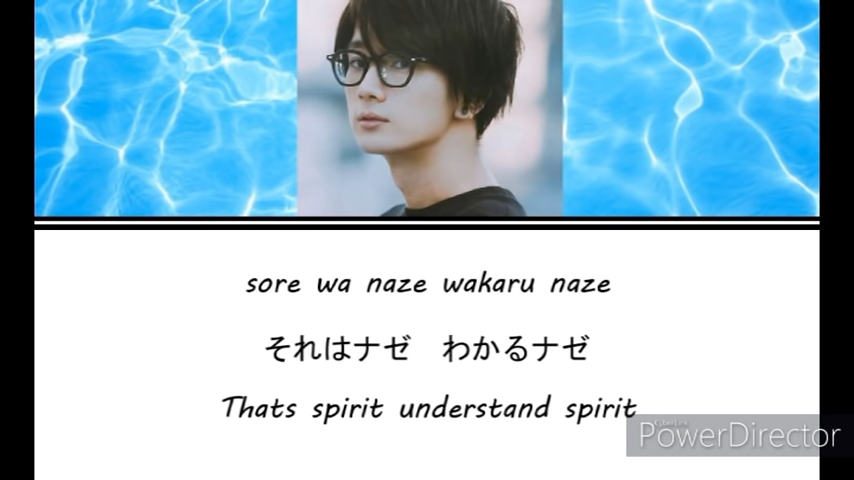 sore wa naze wakaru naze
それはナゼ　わかるナゼ
Thats spirit understand spirit
CyberLink
PowerDirector